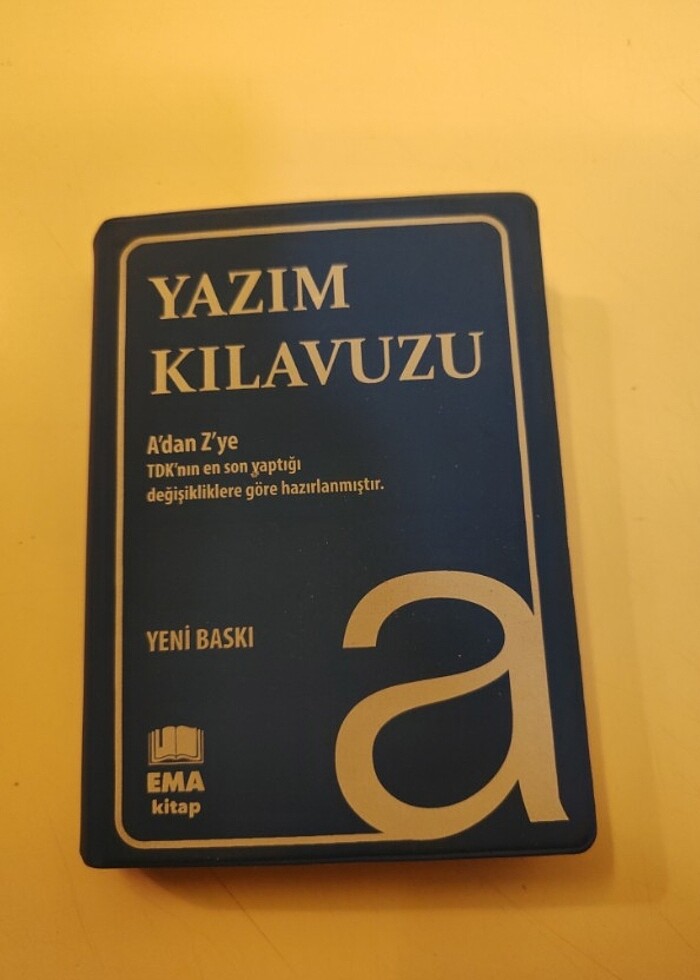 YAZIM
KILAVUZU
A'dan Z'ye
TDK'nın en son yaptığı
değişikliklere göre hazırlanmıştır.
YENİ BASKI
a
EMA
kitap